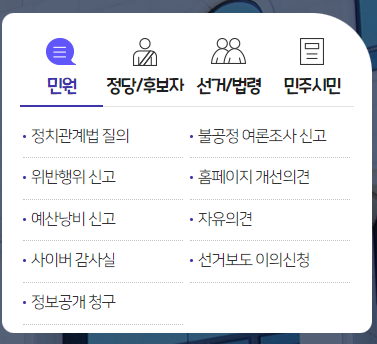 민원 정당/후보자 선거/법령 민주시민
정치관계법 질의 불공정 여론조사 신고
위반행위 신고 홈페이지 개선의견
예산낭비 신고 자유의견
사이버 감사실 선거보도 이의신청
정보공개 청구